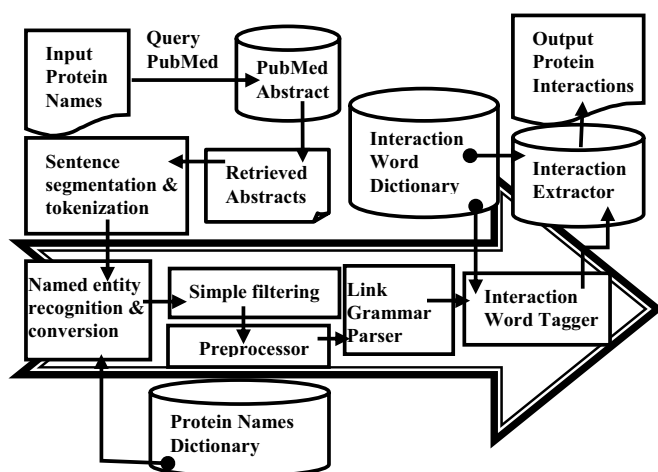 Input
Protein
Names
Query
PubMed
PubMed
Abstract
Output
Protein
Interactions
Interaction
Word
Dictionary
Sentence
segmentation &
tokenization
Retrieved
Abstracts
Interaction
Extractor
Named entity
recognition &
conversion
Simple filtering
Preprocessor
Link
Grammar
Parser
Interaction
Word Tagger
Protein Names
Dictionary